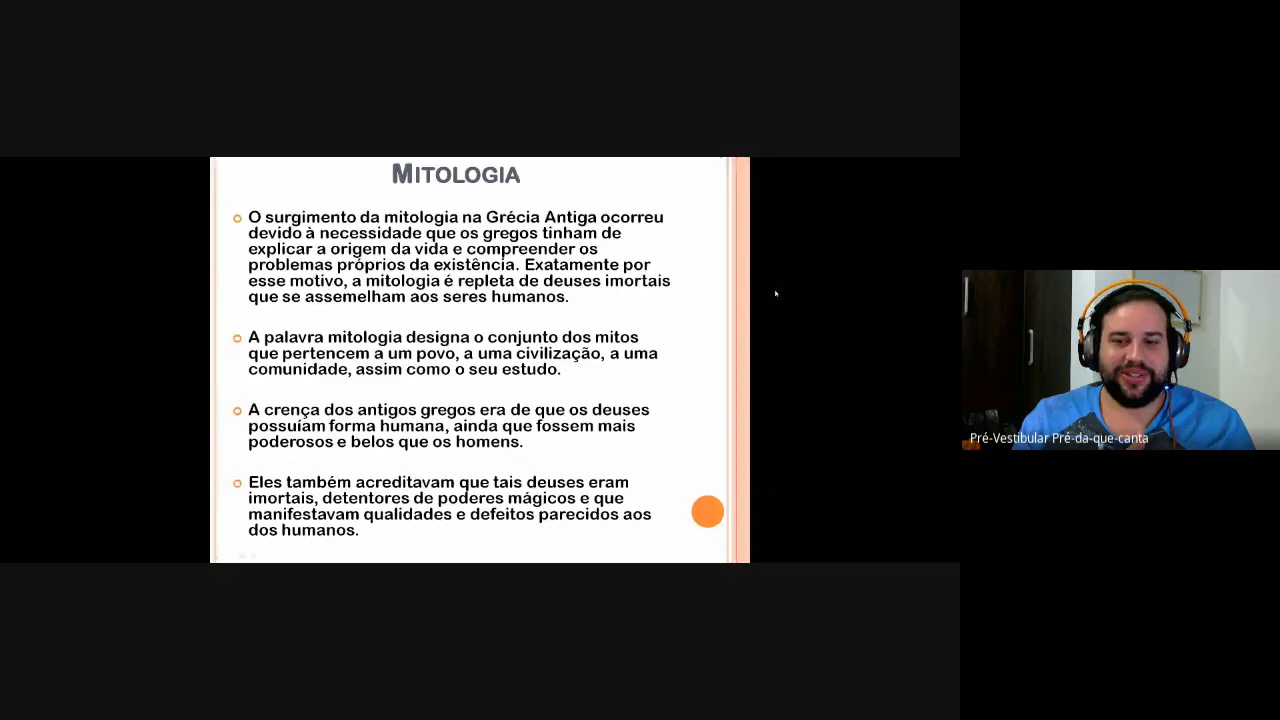 MITOLOGIA
O surgimento da mitologia na Grécia Antiga ocorreu
devido à necessidade que os gregos tinham de
explicar a origem da vida e compreender os
problemas próprios da existência. Exatamente por
esse motivo, a mitologia é repleta de deuses imortais
que se assemelham aos seres humanos.
A palavra mitologia designa o conjunto dos mitos
que pertencem a um povo, a uma civilização, a uma
comunidade, assim como o seu estudo.
A crença dos antigos gregos era de que os deuses
possuíam forma humana, ainda que fossem mais
poderosos e belos que os homens.
Eles também acreditavam que tais deuses eram
imortais, detentores de poderes mágicos e que
manifestavam qualidades e defeitos parecidos aos
dos humanos.
Pré-Vestibular Pré-da-que-canta